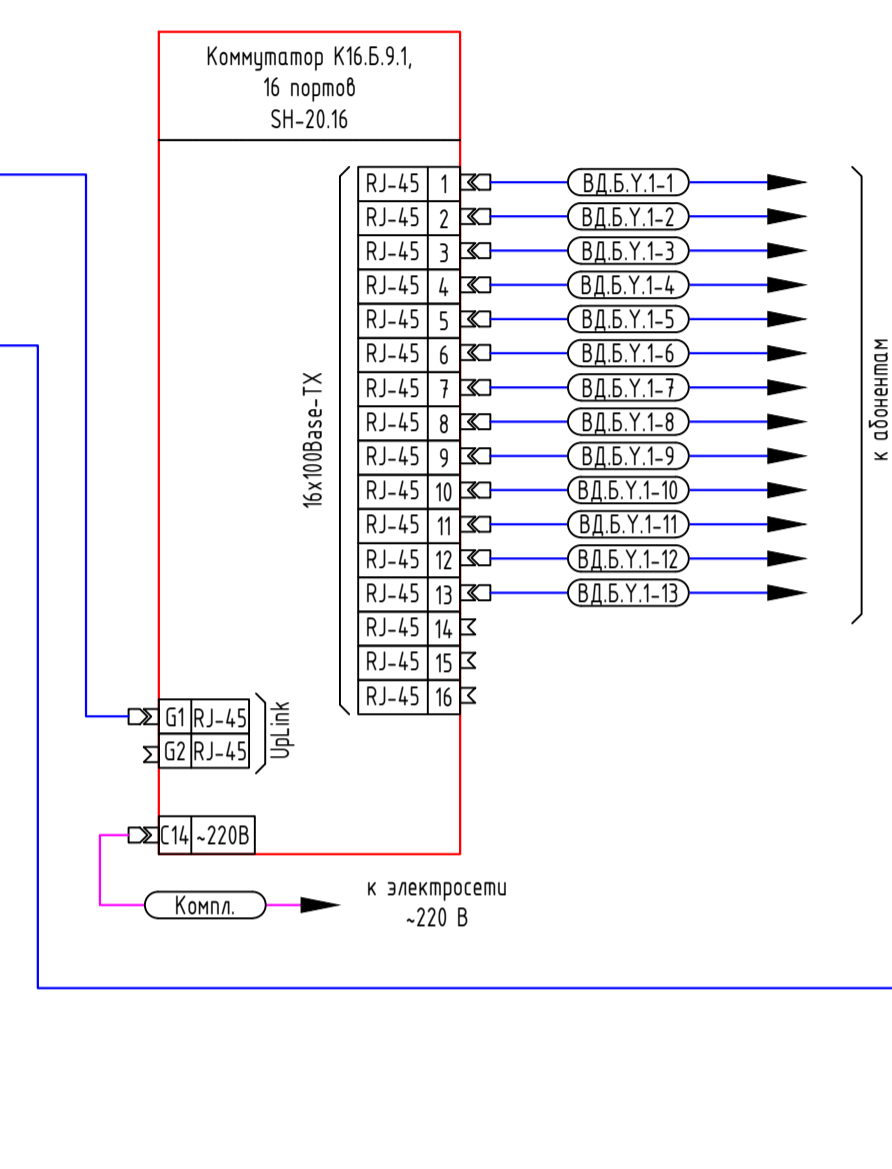 Коммутатор К16.Б.9.1,
16 портов
SH-20.16
RJ-45 1 ВД.Б.Y.1-1
RJ-45 2 ВД.Б.Y.1-2
RJ-45 3 ВД.Б.Y.1-3
RJ-45 4 ВД.Б.Y.1-4
RJ-45 5 ВД.Б.Y.1-5
RJ-45 6 ВД.Б.Y.1-6
RJ-45 7 ВД.Б.Y.1-7
RJ-45 8 ВД.Б.Y.1-8
RJ-45 9 ВД.Б.Y.1-9
RJ-45 10 ВД.Б.Y.1-10
RJ-45 11 ВД.Б.Y.1-11
RJ-45 12 ВД.Б.Y.1-12
RJ-45 13 ВД.Б.Y.1-13
RJ-45 14
RJ-45 15
RJ-45 16
16x100Base-TX
к абонентам
G1 RJ-45
G2 RJ-45
UpLink
C14 ~220В
Компл.
к электросети
~220 В